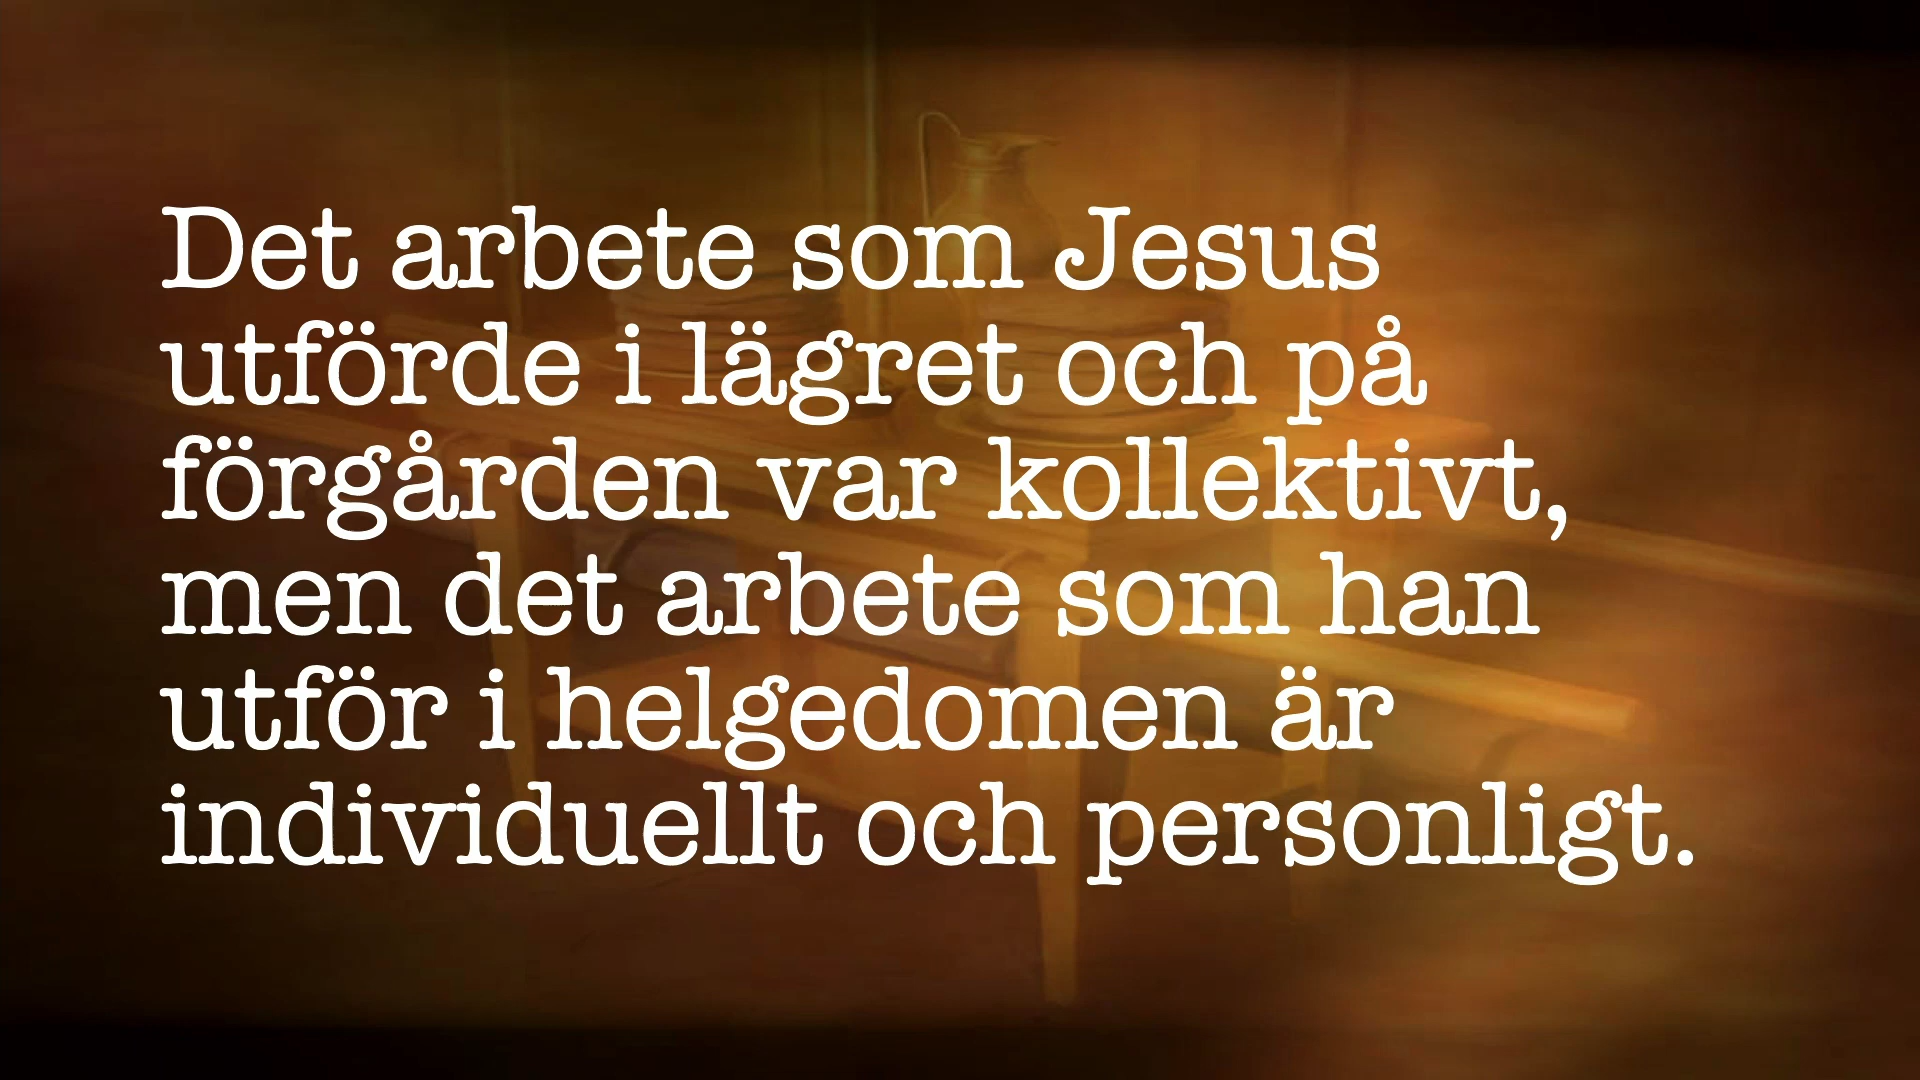 Det arbete som Jesus
utförde i lägret och på
förgården var kollektivt,
men det arbete som han
utför i helgedomen är
individuellt och personligt.